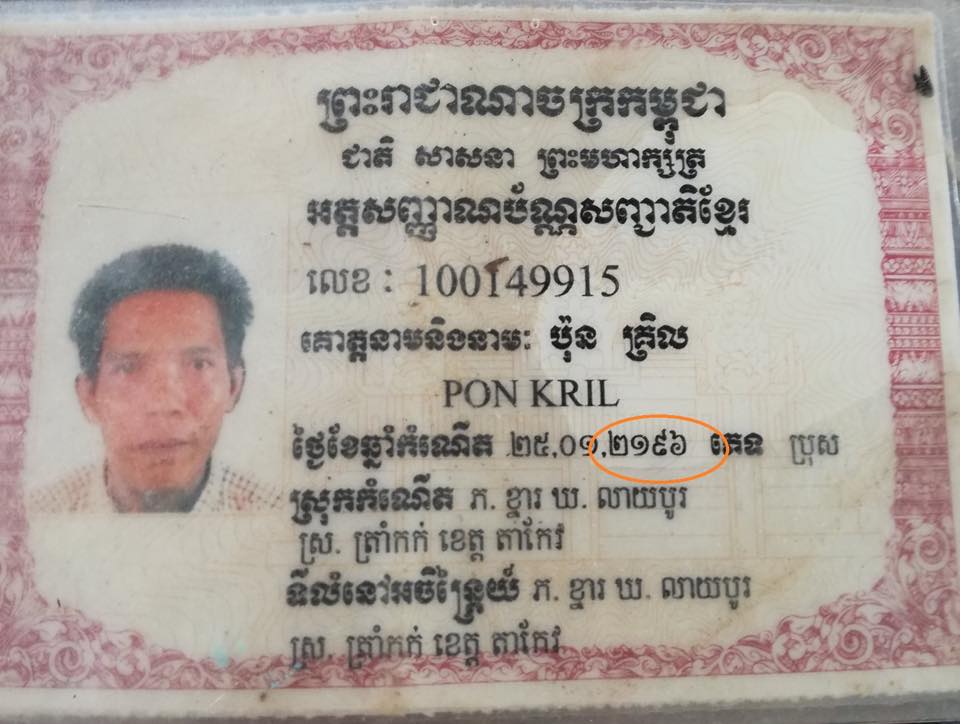 ព្រះរាជាណាចក្រកម្ពុជា
ជាតិ សាសនា ព្រះមហាក្សត្រ
អត្តសញ្ញាណប័ណ្ណសញ្ជាតិខ្មែរ
លេខ : 100149915
គោត្តនាមនិងនាម: ប៉ុន គ្រិល
PON KRIL
ថ្ងៃខែឆ្នាំកំណើត ២៥.០១.២១៩៦ ភេទ ប្រុស
ស្រុកកំណើត ភ. ខ្នារ ឃ. លាយបូរ
ស្រ. ត្រាំកក់ ខេត្ត តាកែវ
ទីលំនៅអចិន្ត្រៃយ៍ ភ. ខ្នារ ឃ. លាយបូរ
ស្រ. ត្រាំកក់ ខេត្ត តាកែវ